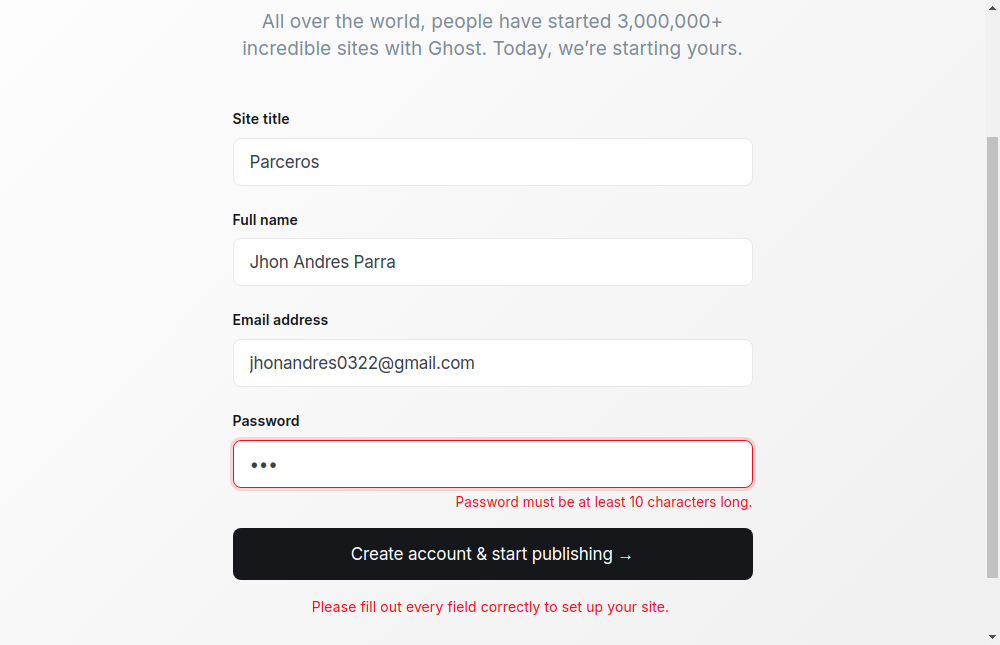 All over the world, people have started 3,000,000+
incredible sites with Ghost. Today, we’re starting yours.
Site title
Parceros
Full name
Jhon Andres Parra
Email address
jhonandres0322@gmail.com
Password
•••
Password must be at least 10 characters long.
Create account & start publishing →
Please fill out every field correctly to set up your site.